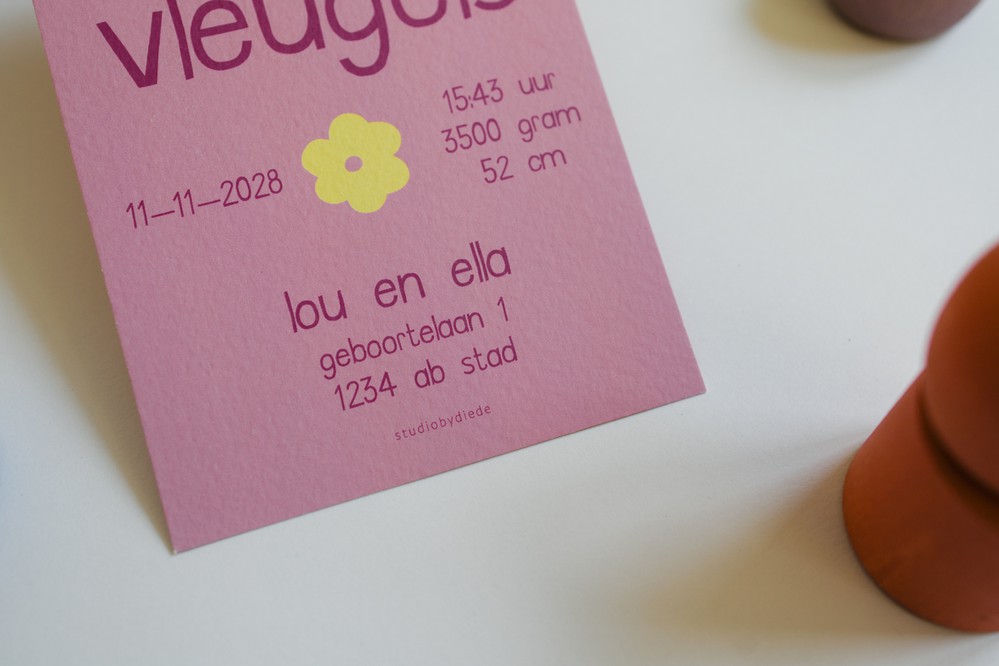 vleugels
11-11-2028
15:43 uur
3500 gram
52 cm
lou en ella
geboortelaan 1
1234 ab stad
studiobydiede